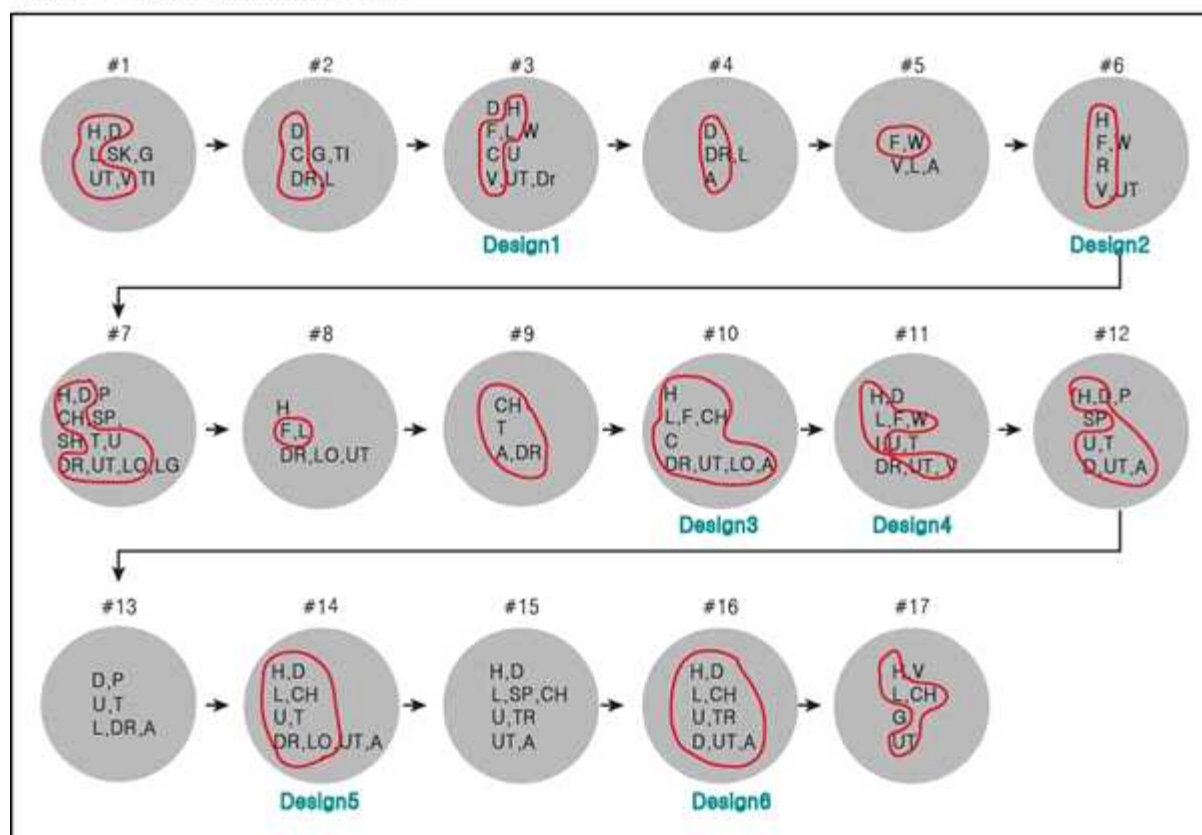 #1
H,D
L,SK,G
UT,V,TI
#2
D
C,G,TI
DR,L
#3
D,H
F,L,W
C,U
V,UT,Dr
Design1
#4
D
DR,L
A
#5
F,W
V,L,A
#6
H
F,W
R
V,UT
Design2
#7
H,D,P
CH,SP,
SH,T,U
DR,UT,LO,LG
#8
H
F,L
DR,LO,UT
#9
CH
T
A,DR
#10
H
L,F,CH
C
DR,UT,LO,A
Design3
#11
H,D
L,F,W
U,T
DR,UT,V
Design4
#12
H,D,P
SP
U,T
D,UT,A
#13
D,P
U,T
L,DR,A
#14
H,D
L,CH
U,T
DR,LO,UT,A
Design5
#15
H,D
L,SP,CH
U,TR
UT,A
#16
H,D
L,CH
U,TR
D,UT,A
Design6
#17
H,V
L,CH
G
UT